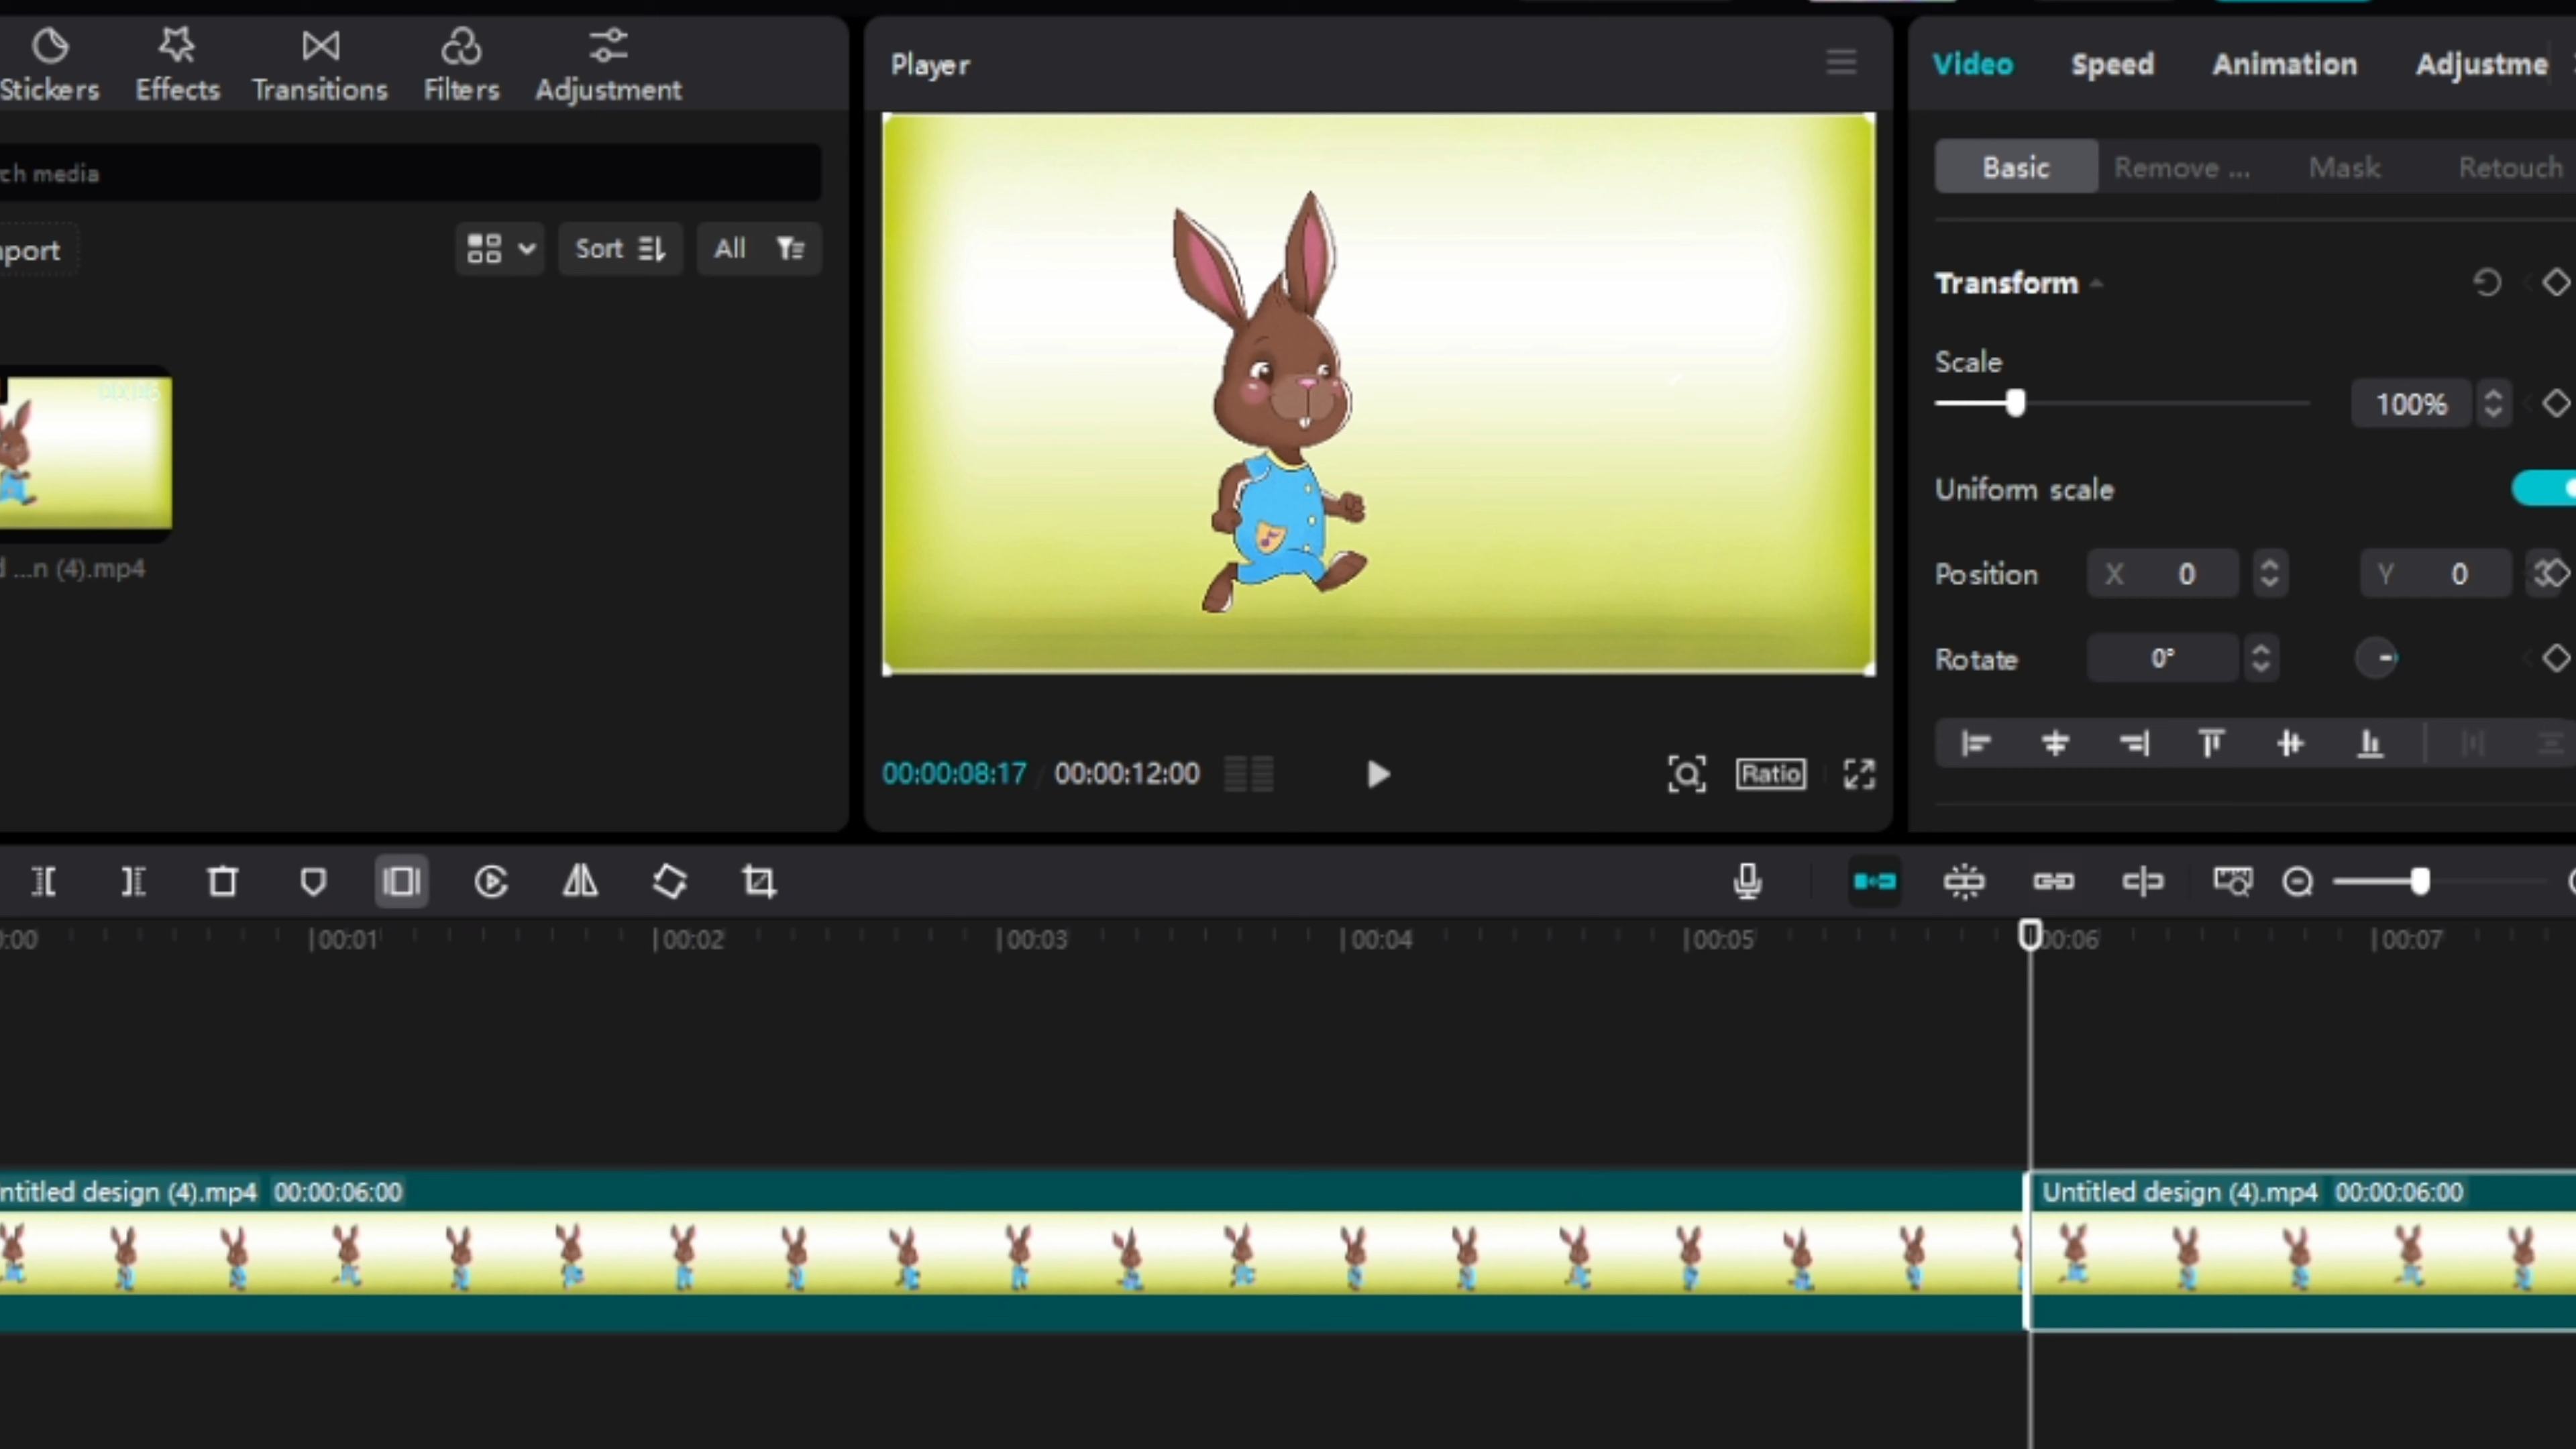 Stickers
Effects
Transitions
Filters
Adjustment
Player
Video
Speed
Animation
Adjustme
ch media
Basic
Remove ...
Mask
Retouch
port
Sort
All
Transform
Scale
100%
Uniform scale
Position
X 0
Y 0
Rotate
0°
00:06
d ...n (4).mp4
00:00:08:17 / 00:00:12:00
Ratio
:00
00:01
00:02
00:03
00:04
00:05
00:06
00:07
ntitled design (4).mp4 00:00:06:00
Untitled design (4).mp4 00:00:06:00